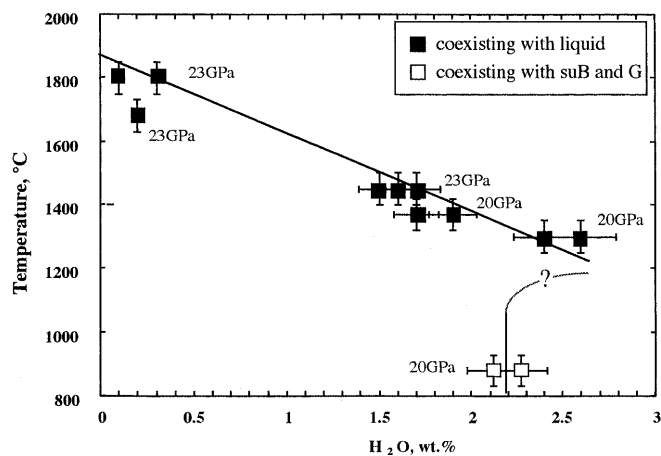 2000
1800
1600
1400
1200
1000
800
Temperature, °C
coexisting with liquid
coexisting with suB and G
23GPa
23GPa
23GPa
20GPa
20GPa
?
20GPa
0
0.5
1
1.5
2
2.5
3
H 2 O, wt.%